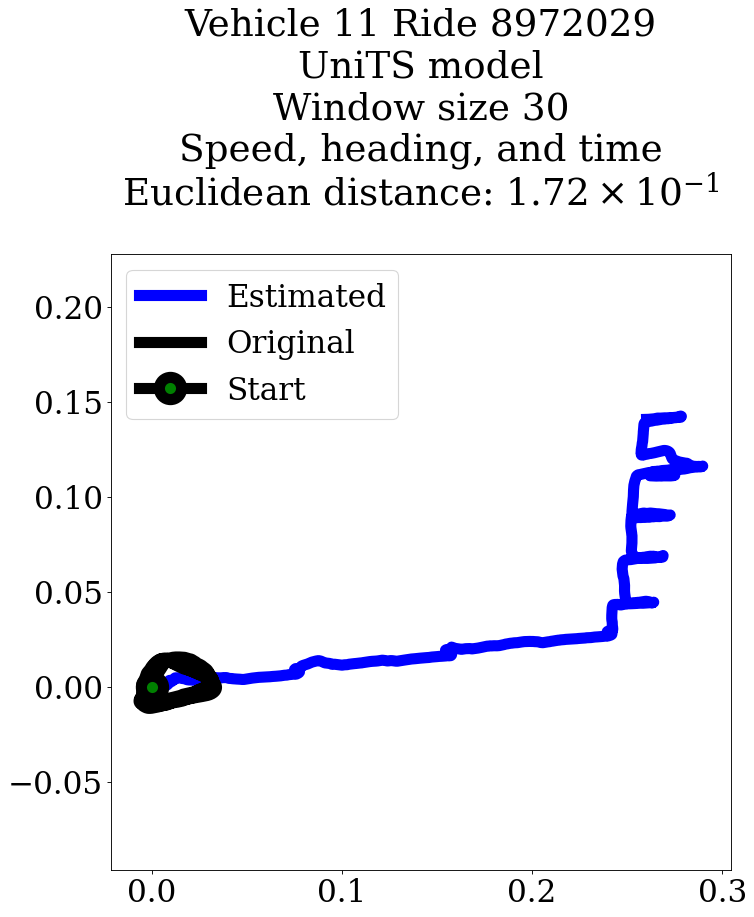 Vehicle 11 Ride 8972029
UniTS model
Window size 30
Speed, heading, and time
Euclidean distance: 1.72 × 10⁻¹
Estimated
Original
Start
0.20
0.15
0.10
0.05
0.00
−0.05
0.0 0.1 0.2 0.3